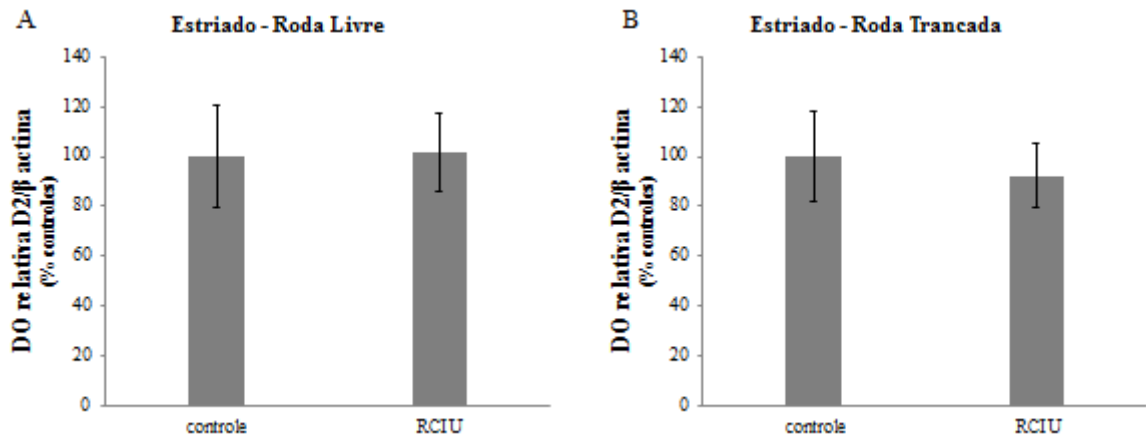 A
Estriado - Roda Livre
DO relativa D2/β actina
(% controles)
140
120
100
80
60
40
20
0
controle
RCIU
B
Estriado - Roda Trancada
DO relativa D2/β actina
(% controles)
140
120
100
80
60
40
20
0
controle
RCIU